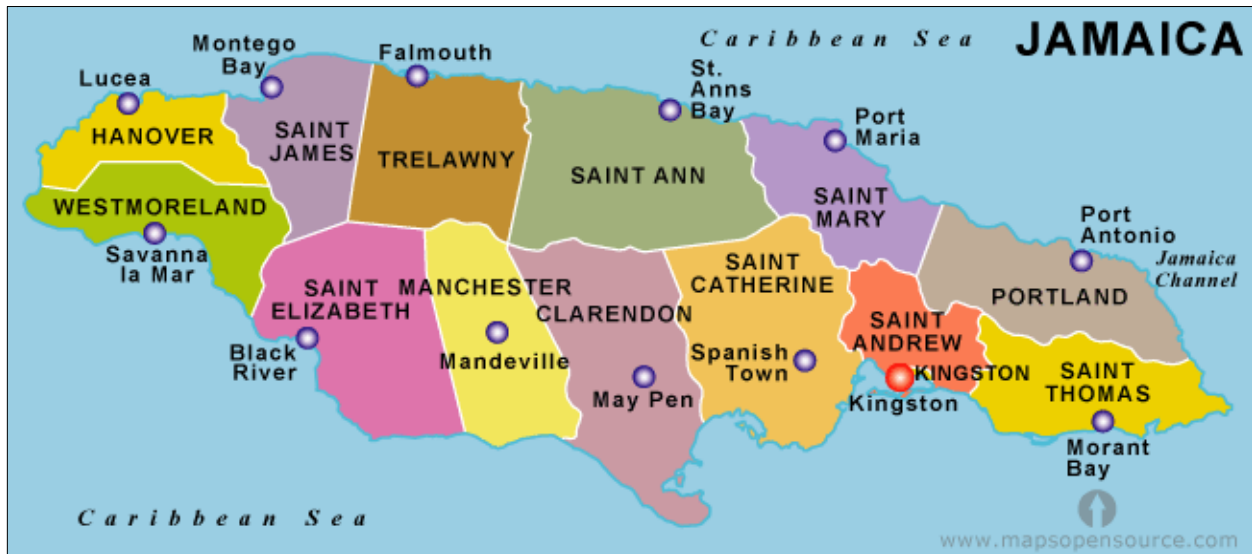 Caribbean Sea
JAMAICA
Montego
Bay
Falmouth
St.
Anns
Bay
Lucea
Port
Maria
HANOVER
SAINT
JAMES
TRELAWNY
SAINT ANN
SAINT
MARY
WESTMORELAND
Port
Antonio
Jamaica
Channel
Savanna
la Mar
SAINT
ELIZABETH
MANCHESTER
CLARENDON
SAINT
CATHERINE
PORTLAND
SAINT
ANDREW
Black
River
Mandeville
Spanish
Town
KINGSTON
SAINT
THOMAS
May Pen
Kingston
Morant
Bay
Caribbean Sea
www.mapsopensource.com